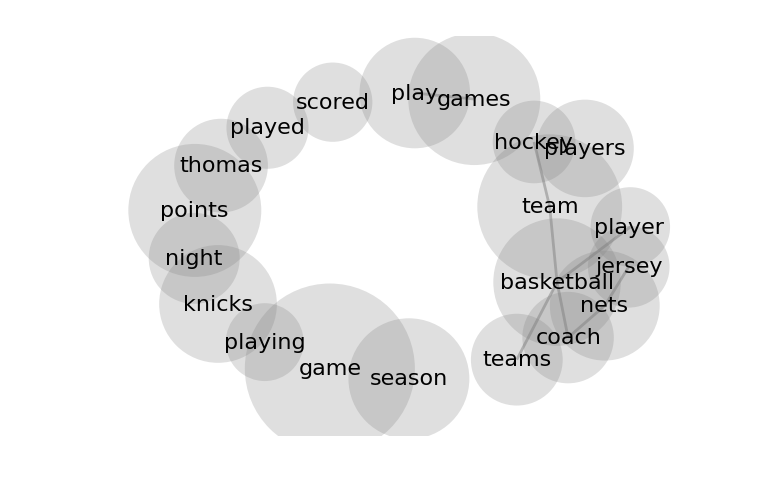 play
games
scored
played
hockey
players
thomas
team
points
player
night
jersey
basketball
knicks
nets
coach
playing
teams
game
season